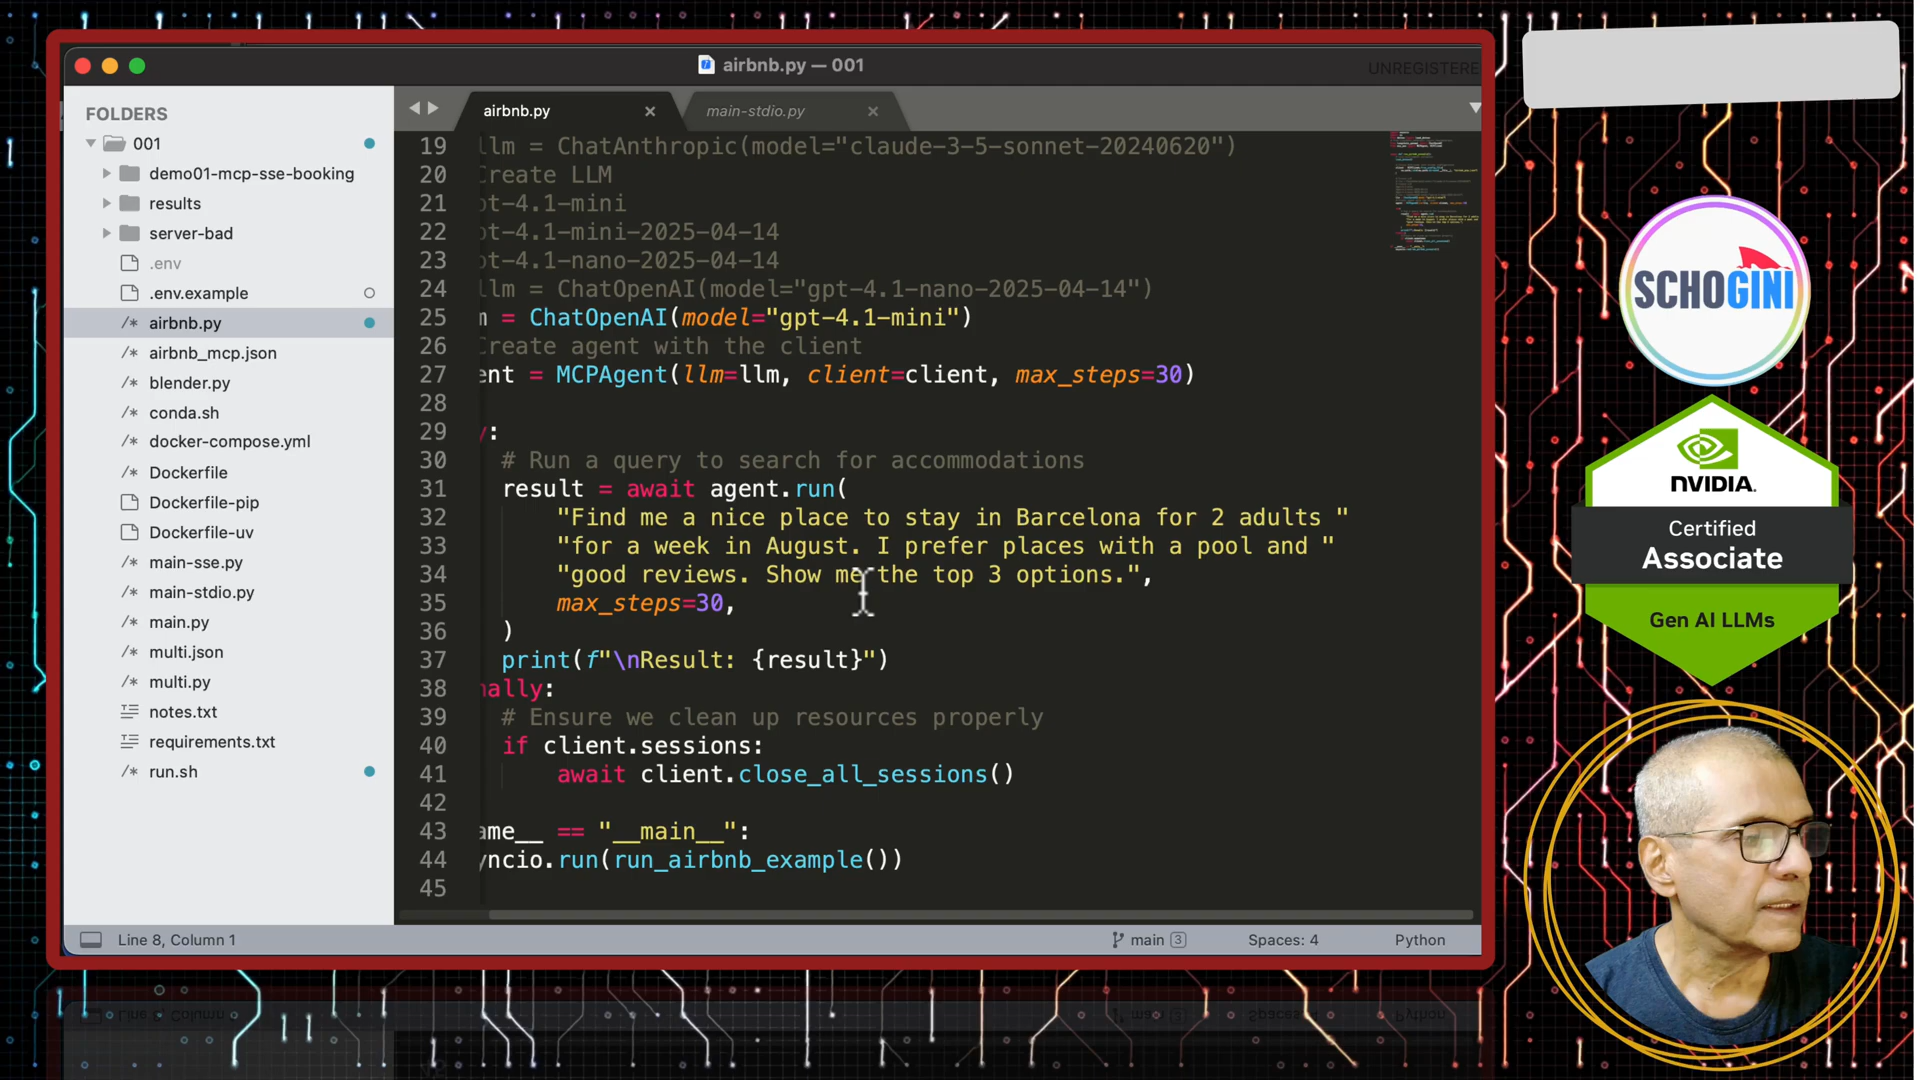 airbnb.py — 001
UNREGISTERE
FOLDERS
001
demo01-mcp-sse-booking
results
server-bad
.env
.env.example
airbnb.py
airbnb_mcp.json
blender.py
conda.sh
docker-compose.yml
Dockerfile
Dockerfile-pip
Dockerfile-uv
main-sse.py
main-stdio.py
main.py
multi.json
multi.py
notes.txt
requirements.txt
run.sh
airbnb.py
main-stdio.py
19 llm = ChatAnthropic(model="claude-3-5-sonnet-20240620")
20 Create LLM
21 pt-4.1-mini
22 pt-4.1-mini-2025-04-14
23 pt-4.1-nano-2025-04-14
24 llm = ChatOpenAI(model="gpt-4.1-nano-2025-04-14")
25 m = ChatOpenAI(model="gpt-4.1-mini")
26 Create agent with the client
27 ent = MCPAgent(llm=llm, client=client, max_steps=30)
28
29 y:
30 # Run a query to search for accommodations
31 result = await agent.run(
32 "Find me a nice place to stay in Barcelona for 2 adults "
33 "for a week in August. I prefer places with a pool and "
34 "good reviews. Show me the top 3 options.",
35 max_steps=30,
36 )
37 print(f"\nResult: {result}")
38 nally:
39 # Ensure we clean up resources properly
40 if client.sessions:
41 await client.close_all_sessions()
42
43 ame__ == "__main__":
44 yncio.run(run_airbnb_example())
45
Line 8, Column 1
main 3
Spaces: 4
Python
SCHOGINI
NVIDIA.
Certified
Associate
Gen AI LLMs